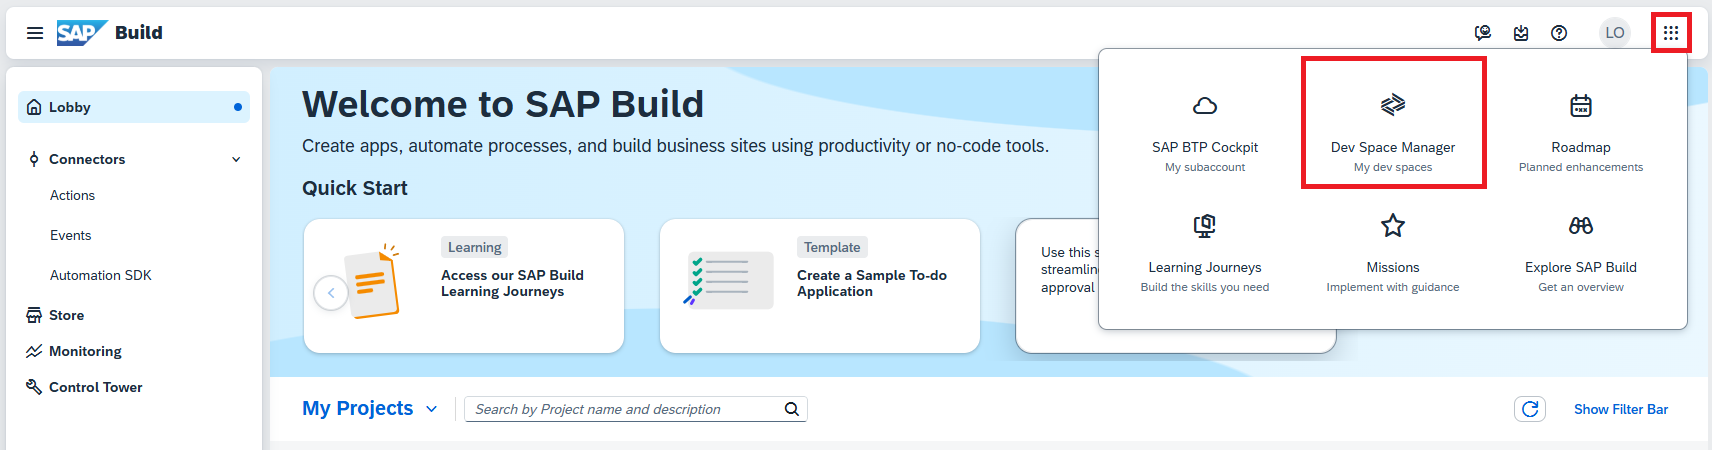 SAP Build
LO
Lobby
Connectors
Actions
Events
Automation SDK
Store
Monitoring
Control Tower
Welcome to SAP Build
Create apps, automate processes, and build business sites using productivity or no-code tools.
Quick Start
Learning
Access our SAP Build
Learning Journeys
Template
Create a Sample To-do
Application
Use this s
streamlin
approval
SAP BTP Cockpit
My subaccount
Dev Space Manager
My dev spaces
Roadmap
Planned enhancements
Learning Journeys
Build the skills you need
Missions
Implement with guidance
Explore SAP Build
Get an overview
My Projects
Search by Project name and description
Show Filter Bar